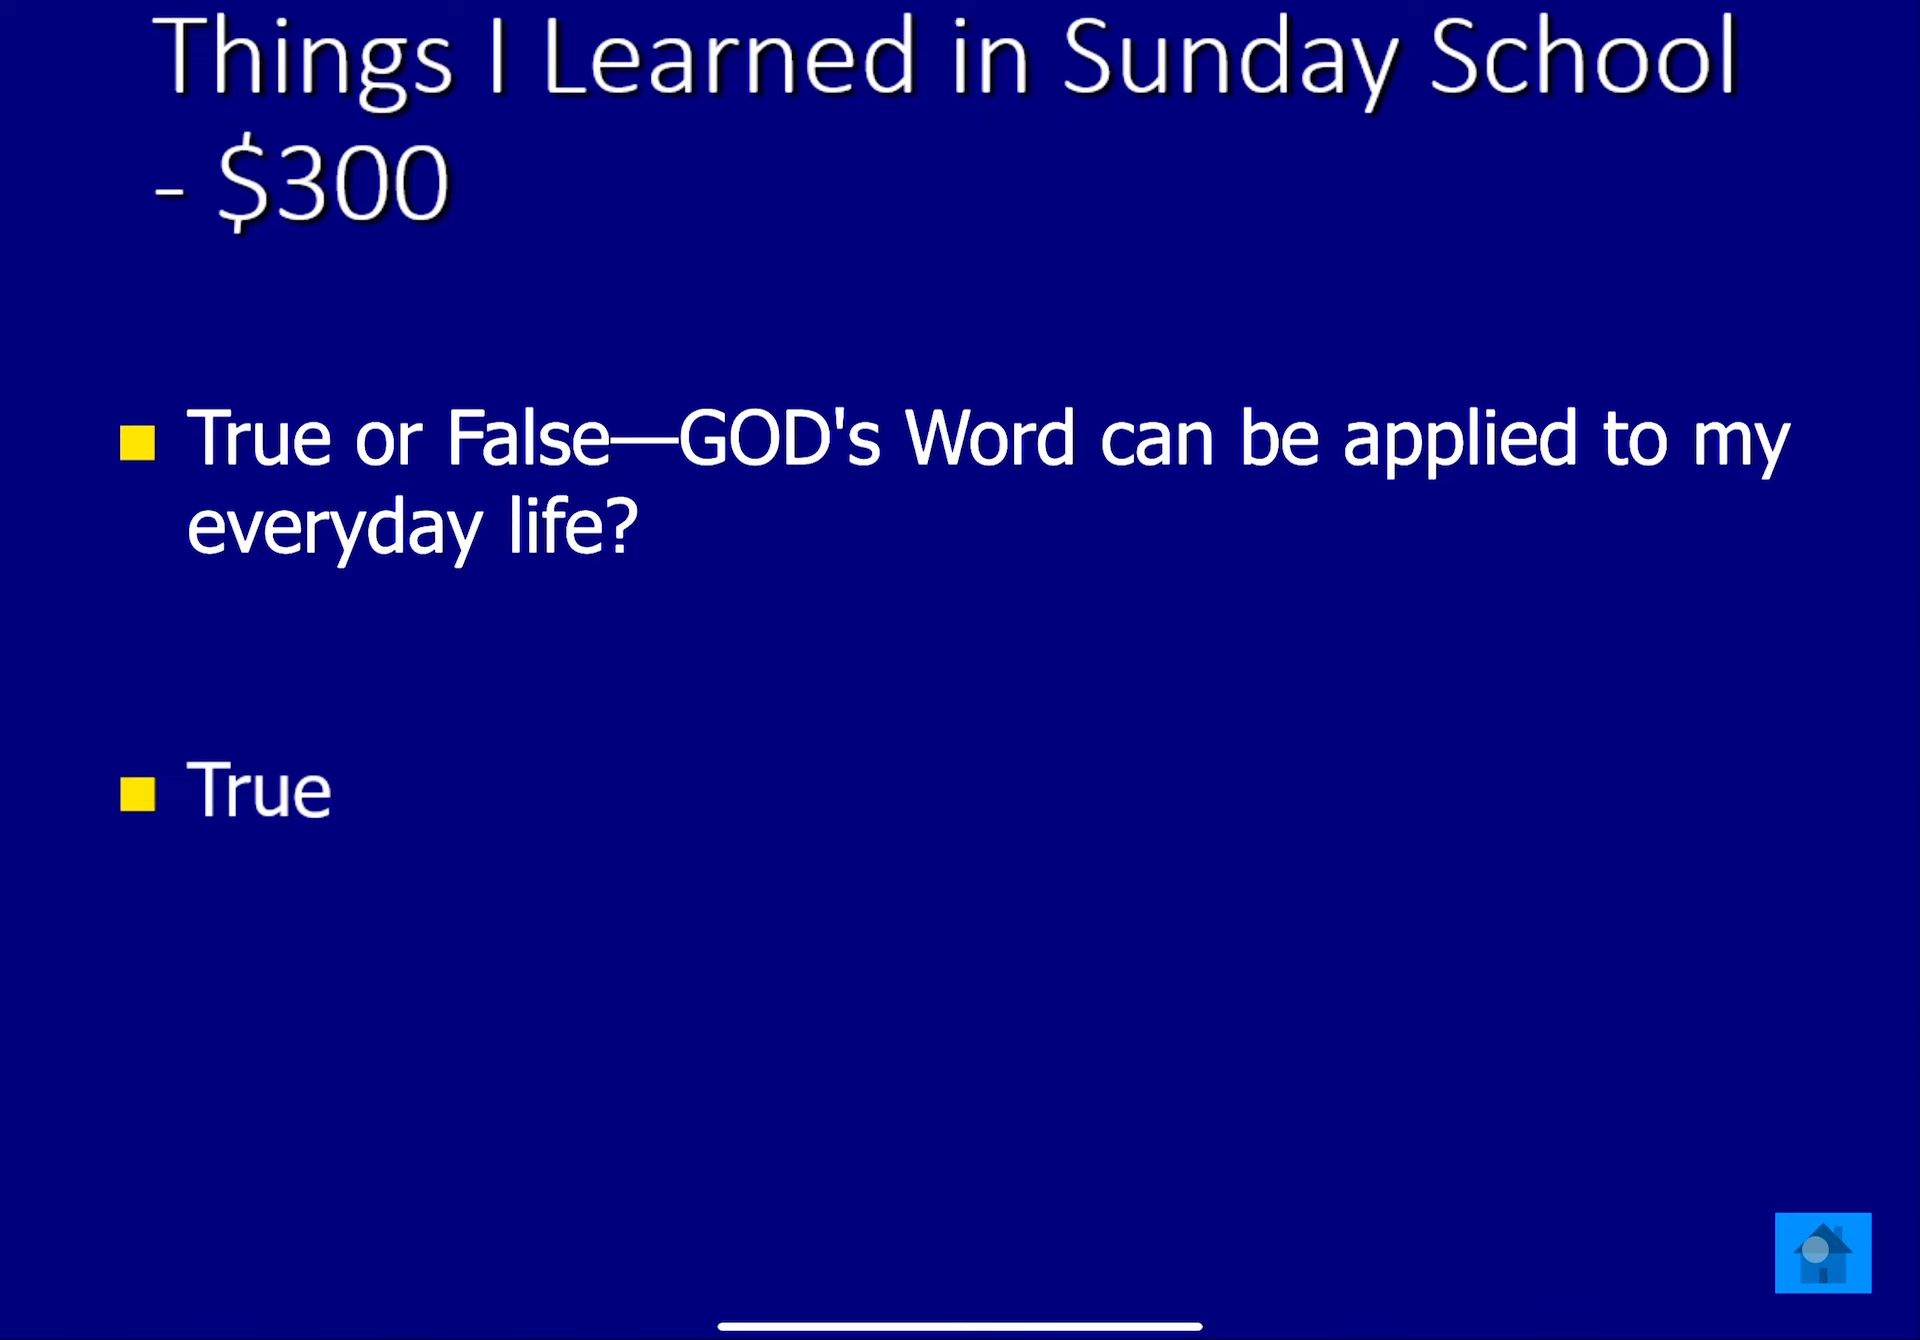 Things I Learned in Sunday School
- $300
True or False—GOD's Word can be applied to my
everyday life?
True